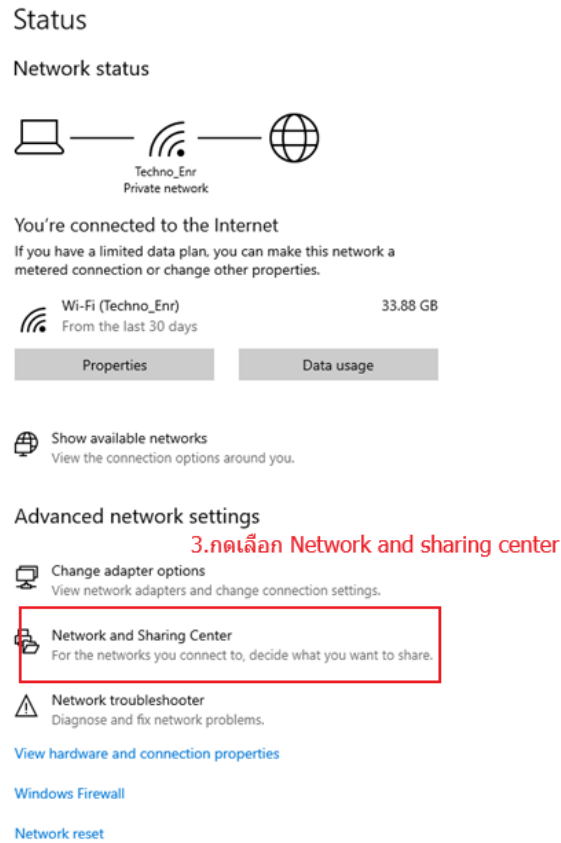 Status
Network status
Techno_Enr
Private network
You're connected to the Internet
If you have a limited data plan, you can make this network a
metered connection or change other properties.
Wi-Fi (Techno_Enr) 33.88 GB
From the last 30 days
Properties Data usage
Show available networks
View the connection options around you.
Advanced network settings
3.กดเลือก Network and sharing center
Change adapter options
View network adapters and change connection settings.
Network and Sharing Center
For the networks you connect to, decide what you want to share.
Network troubleshooter
Diagnose and fix network problems.
View hardware and connection properties
Windows Firewall
Network reset